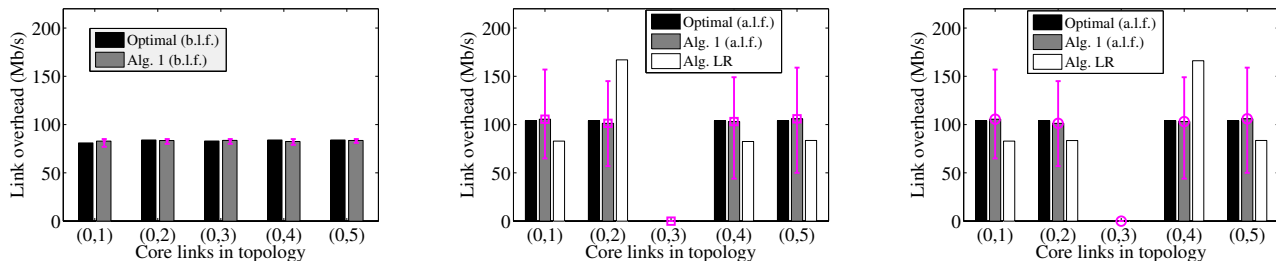 Link overhead (Mb/s)
200
150
100
50
0
Optimal (b.l.f.)
Alg. 1 (b.l.f.)
(0,1) (0,2) (0,3) (0,4) (0,5)
Core links in topology
Link overhead (Mb/s)
200
150
100
50
0
Optimal (a.l.f.)
Alg. 1 (a.l.f.)
Alg. LR
(0,1) (0,2) (0,3) (0,4) (0,5)
Core links in topology
Link overhead (Mb/s)
200
150
100
50
0
Optimal (a.l.f.)
Alg. 1 (a.l.f.)
Alg. LR
(0,1) (0,2) (0,3) (0,4) (0,5)
Core links in topology